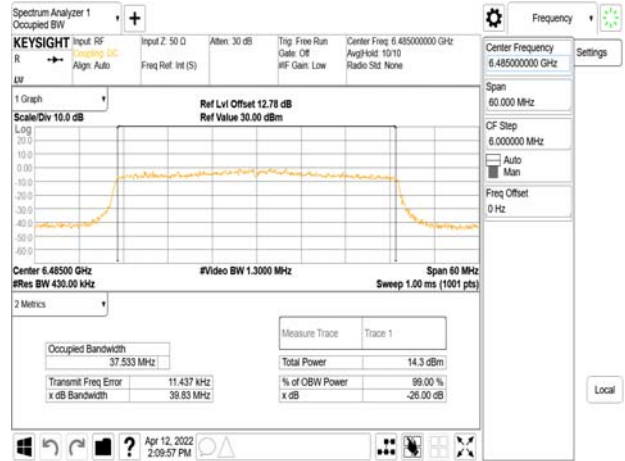 Spectrum Analyzer 1
Occupied BW
+
Frequency
KEYSIGHT
R
Input: RF
Coupling: DC
Align: Auto
Input Z: 50 Ω
Freq Ref: Int (S)
Atten: 30 dB
Trig: Free Run
Gate: Off
#IF Gain: Low
Center Freq: 6.485000000 GHz
Avg|Hold: 10/10
Radio Std: None
Center Frequency
6.485000000 GHz
Settings
Span
60.000 MHz
CF Step
6.000000 MHz
Auto
Man
Freq Offset
0 Hz
Local
1 Graph
Scale/Div 10.0 dB
Ref Lvl Offset 12.78 dB
Ref Value 30.00 dBm
Log
20.0
10.0
0.00
-10.0
-20.0
-30.0
-40.0
-50.0
-60.0
Center 6.48500 GHz
#Res BW 430.00 kHz
#Video BW 1.3000 MHz
Span 60 MHz
Sweep 1.00 ms (1001 pts)
2 Metrics
Measure Trace Trace 1
Occupied Bandwidth
37.533 MHz
Total Power 14.3 dBm
Transmit Freq Error 11.437 kHz
% of OBW Power 99.00 %
x dB Bandwidth 39.83 MHz
x dB -26.00 dB
?
Apr 12, 2022
2:09:57 PM